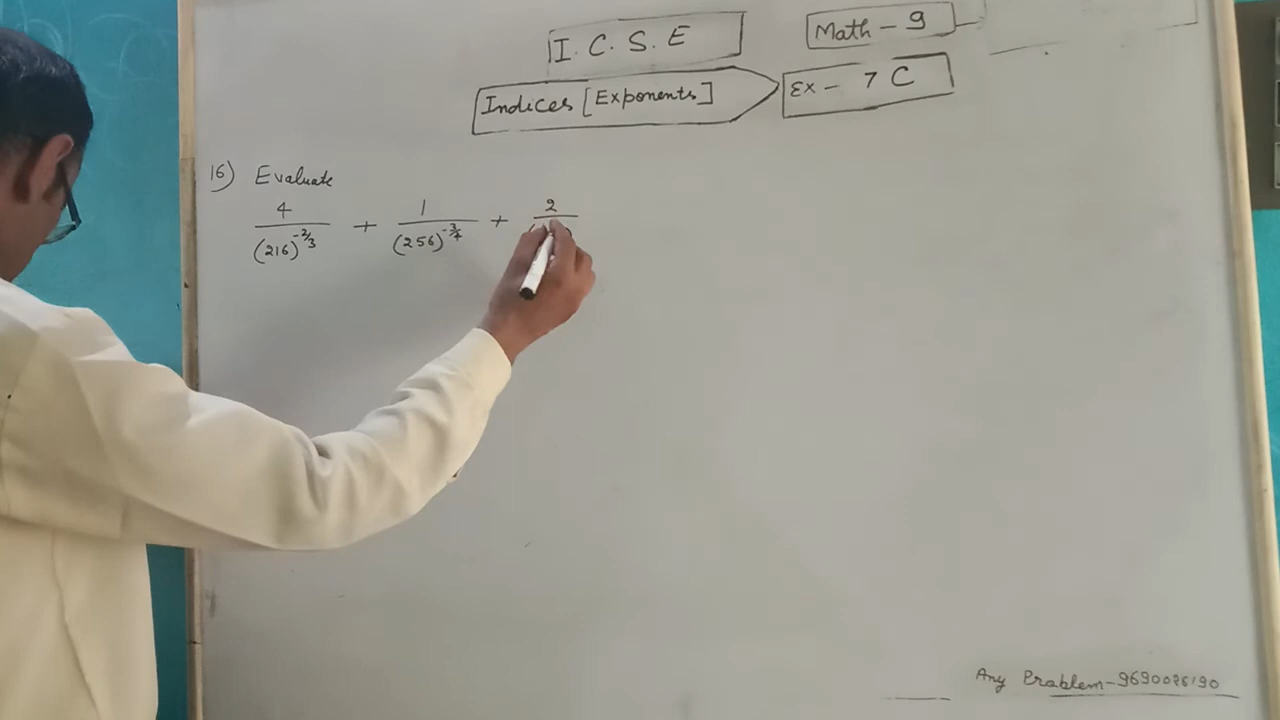 I.C.S.E
Math - 9
Indices [Exponents]
Ex - 7 C
16) Evaluate
4/(216)^-2/3 + 1/(256)^-3/4 + 2/(
Any Problem-9690026190